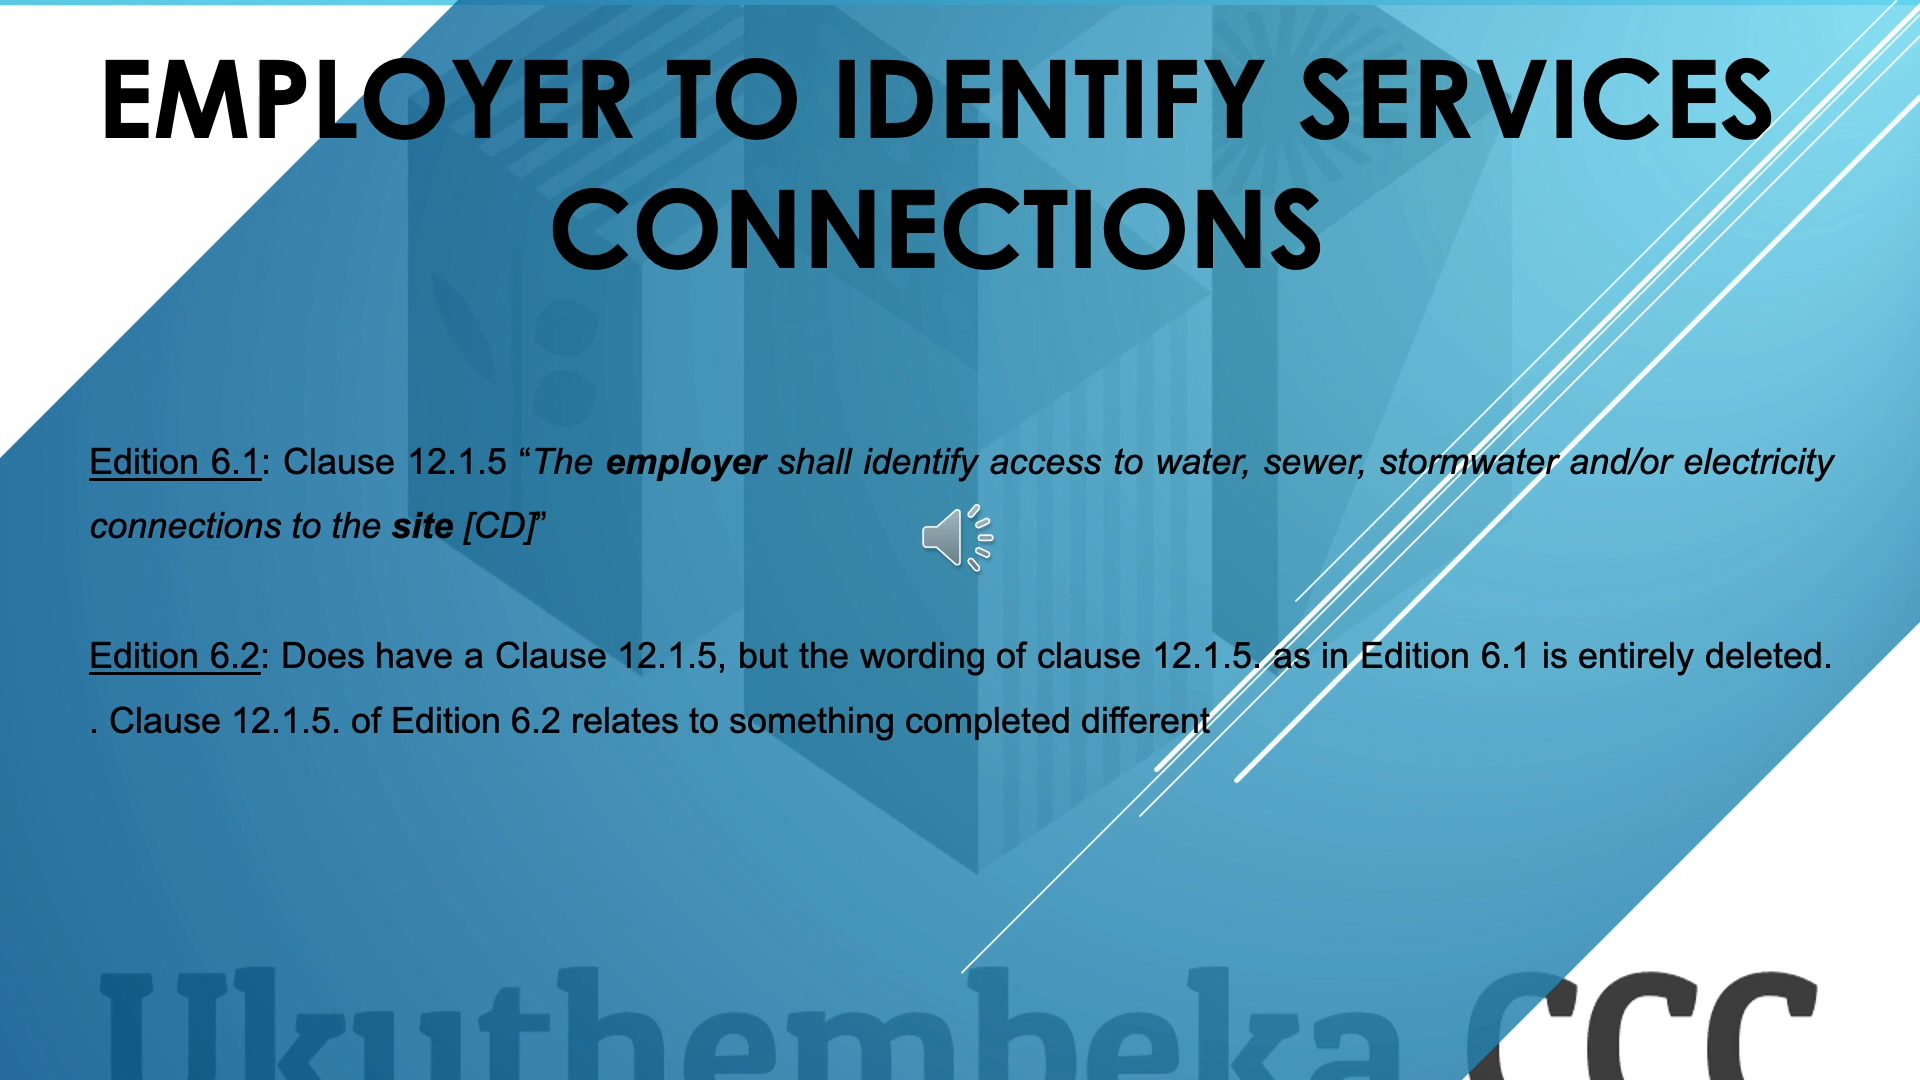 EMPLOYER TO IDENTIFY SERVICES
CONNECTIONS
Edition 6.1: Clause 12.1.5 “The employer shall identify access to water, sewer, stormwater and/or electricity
connections to the site [CD]”
Edition 6.2: Does have a Clause 12.1.5, but the wording of clause 12.1.5. as in Edition 6.1 is entirely deleted.
. Clause 12.1.5. of Edition 6.2 relates to something completed different
Ukuthembeka CCC